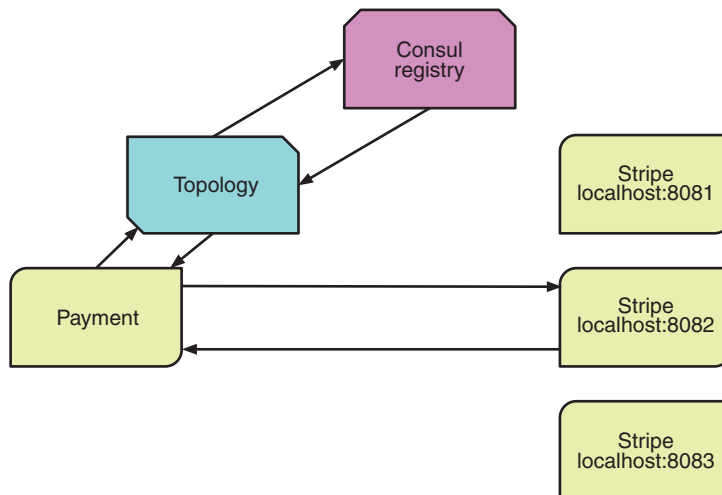 Consul
registry
Topology
Stripe
localhost:8081
Payment
Stripe
localhost:8082
Stripe
localhost:8083